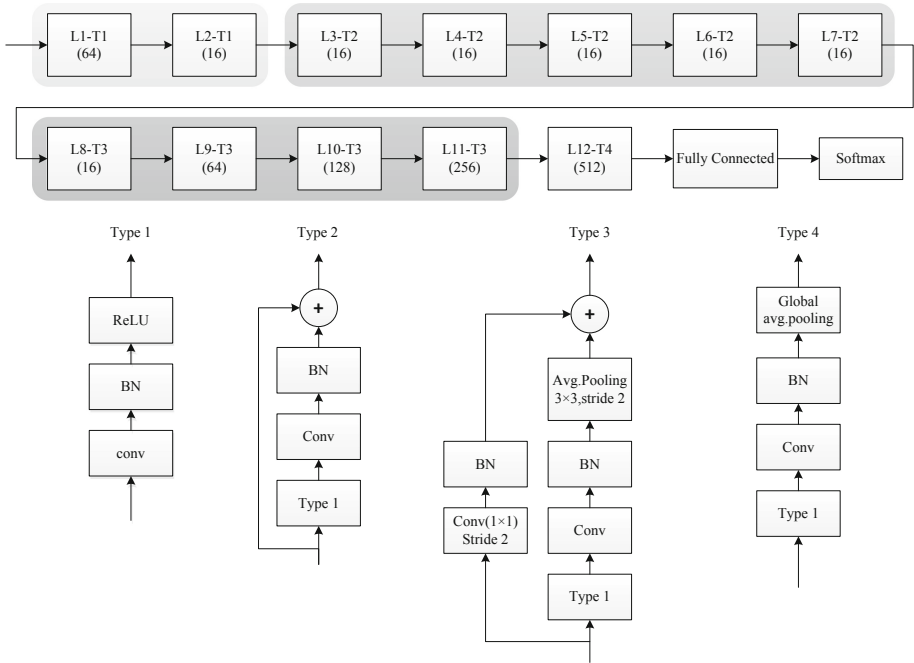 L1-T1
(64)
L2-T1
(16)
L3-T2
(16)
L4-T2
(16)
L5-T2
(16)
L6-T2
(16)
L7-T2
(16)
L8-T3
(16)
L9-T3
(64)
L10-T3
(128)
L11-T3
(256)
L12-T4
(512)
Fully Connected
Softmax
Type 1
ReLU
BN
conv
Type 2
+
BN
Conv
Type 1
Type 3
+
Avg.Pooling
3×3,stride 2
BN
BN
Conv(1×1)
Stride 2
Conv
Type 1
Type 4
Global
avg.pooling
BN
Conv
Type 1